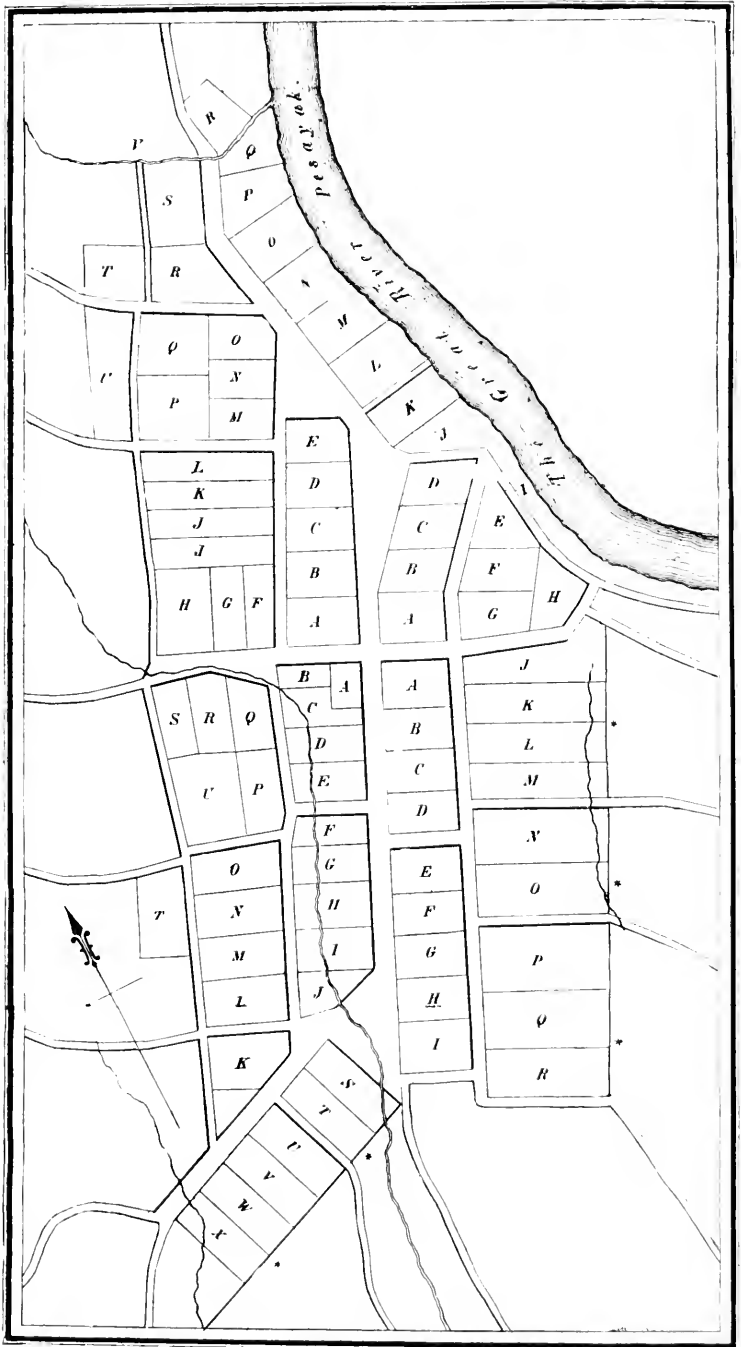 The Great River Pesayak.
R
V
Q
S
P
O
T
R
N
M
Q
O
L
U
N
P
M
K
J
E
L
D
D
I
K
E
C
C
J
B
F
B
I
H
G
F
A
A
G
H
B
A
A
J
C
K
S
R
Q
B
D
L
*
C
U
P
E
M
D
F
N
O
G
E
O
*
T
N
H
F
M
I
G
P
L
J
H
Q
I
*
K
R
S
T
U
*
V
W
X
*